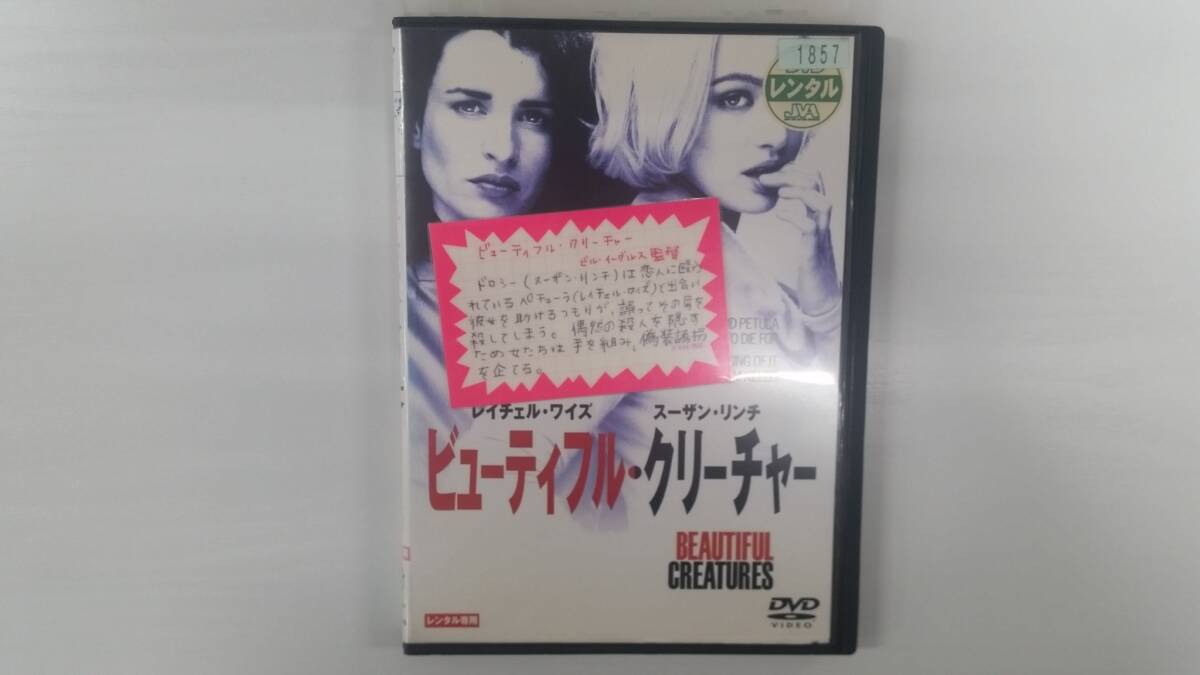 1857
DVD
レンタル
JVA
ビューティフル・クリーチャー
ビル・イーグルス監督
ドロシー(スーザン・リンチ)は恋人に殴ら
れているペチューラ(レイチェル・ワイズ)と出会い
彼女を助けるつもりが、誤ってその男を
殺してしまう。偶然の殺人を隠す
ため女たちは手を組み、偽装誘拐
を企てる。
PETULA
TO DIE FOR
OF IT
レイチェル・ワイズ スーザン・リンチ
ビューティフル・クリーチャー
BEAUTIFUL
CREATURES
レンタル専用
DVD
VIDEO